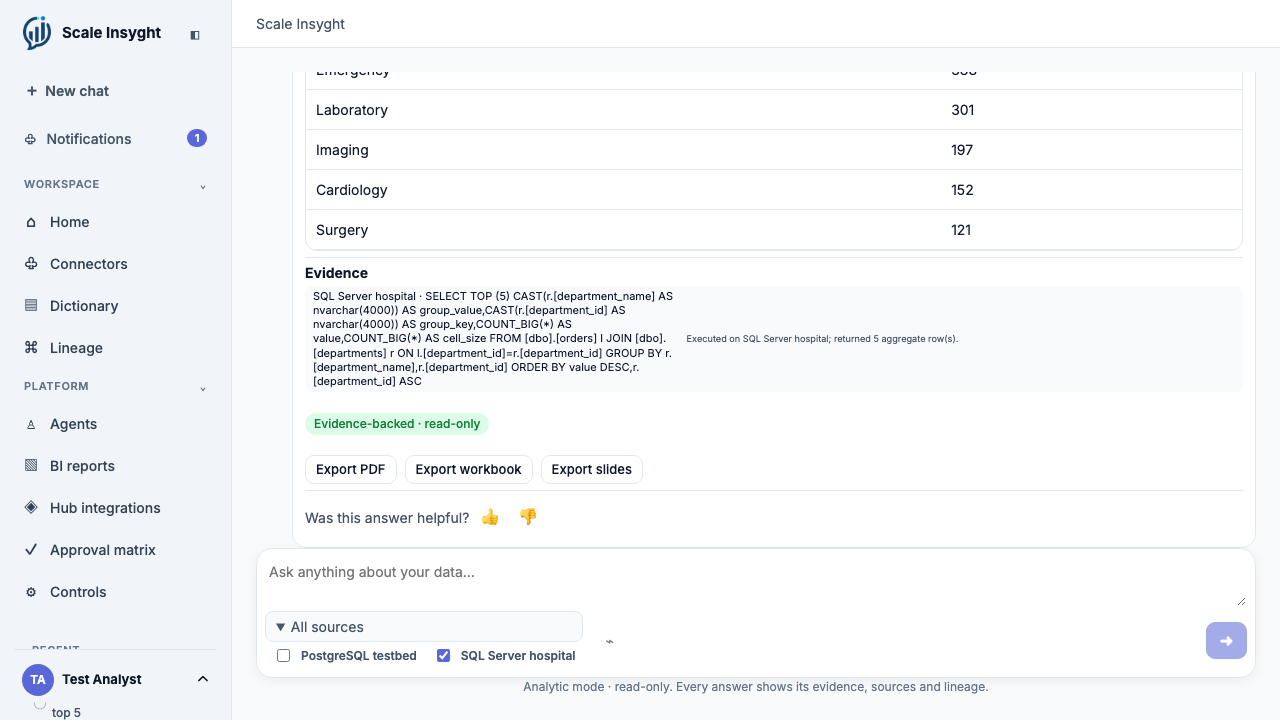 Scale Insyght
Scale Insyght
+ New chat
Notifications
1
WORKSPACE
Home
Connectors
Dictionary
Lineage
PLATFORM
Agents
BI reports
Hub integrations
Approval matrix
Controls
RECENT
TA
Test Analyst
top 5
Emergency
Laboratory 301
Imaging 197
Cardiology 152
Surgery 121
Evidence
SQL Server hospital · SELECT TOP (5) CAST(r.[department_name] AS
nvarchar(4000)) AS group_value,CAST(r.[department_id] AS
nvarchar(4000)) AS group_key,COUNT_BIG(*) AS
value,COUNT_BIG(*) AS cell_size FROM [dbo].[orders] l JOIN [dbo].
[departments] r ON l.[department_id]=r.[department_id] GROUP BY r.
[department_name],r.[department_id] ORDER BY value DESC,r.
[department_id] ASC
Executed on SQL Server hospital; returned 5 aggregate row(s).
Evidence-backed · read-only
Export PDF
Export workbook
Export slides
Was this answer helpful? 👍 👎
Ask anything about your data...
▼ All sources
PostgreSQL testbed
SQL Server hospital
Analytic mode · read-only. Every answer shows its evidence, sources and lineage.